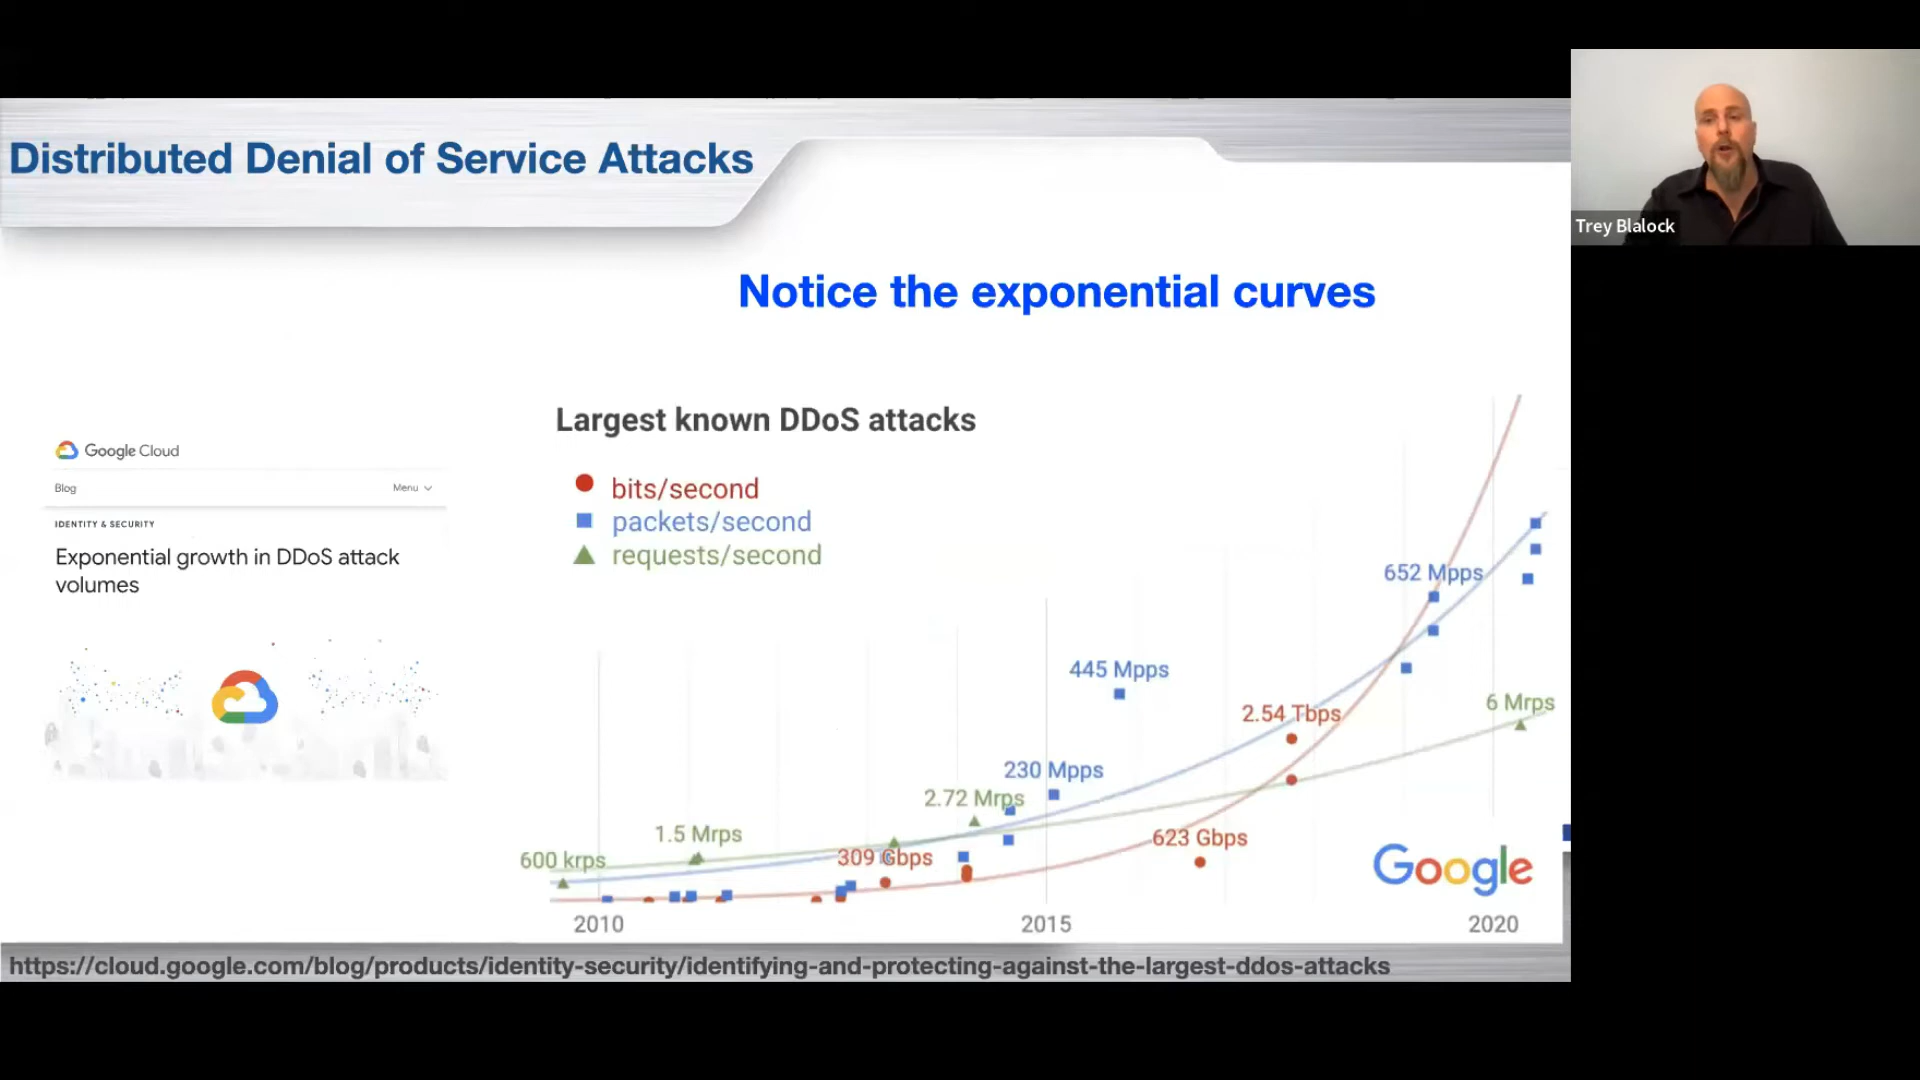 Distributed Denial of Service Attacks
Trey Blalock
Notice the exponential curves
Google Cloud
Blog
Menu
IDENTITY & SECURITY
Exponential growth in DDoS attack
volumes
Largest known DDoS attacks
bits/second
packets/second
requests/second
652 Mpps
445 Mpps
6 Mrps
2.54 Tbps
230 Mpps
2.72 Mrps
1.5 Mrps
623 Gbps
600 krps
309 Gbps
Google
2010
2015
2020
https://cloud.google.com/blog/products/identity-security/identifying-and-protecting-against-the-largest-ddos-attacks